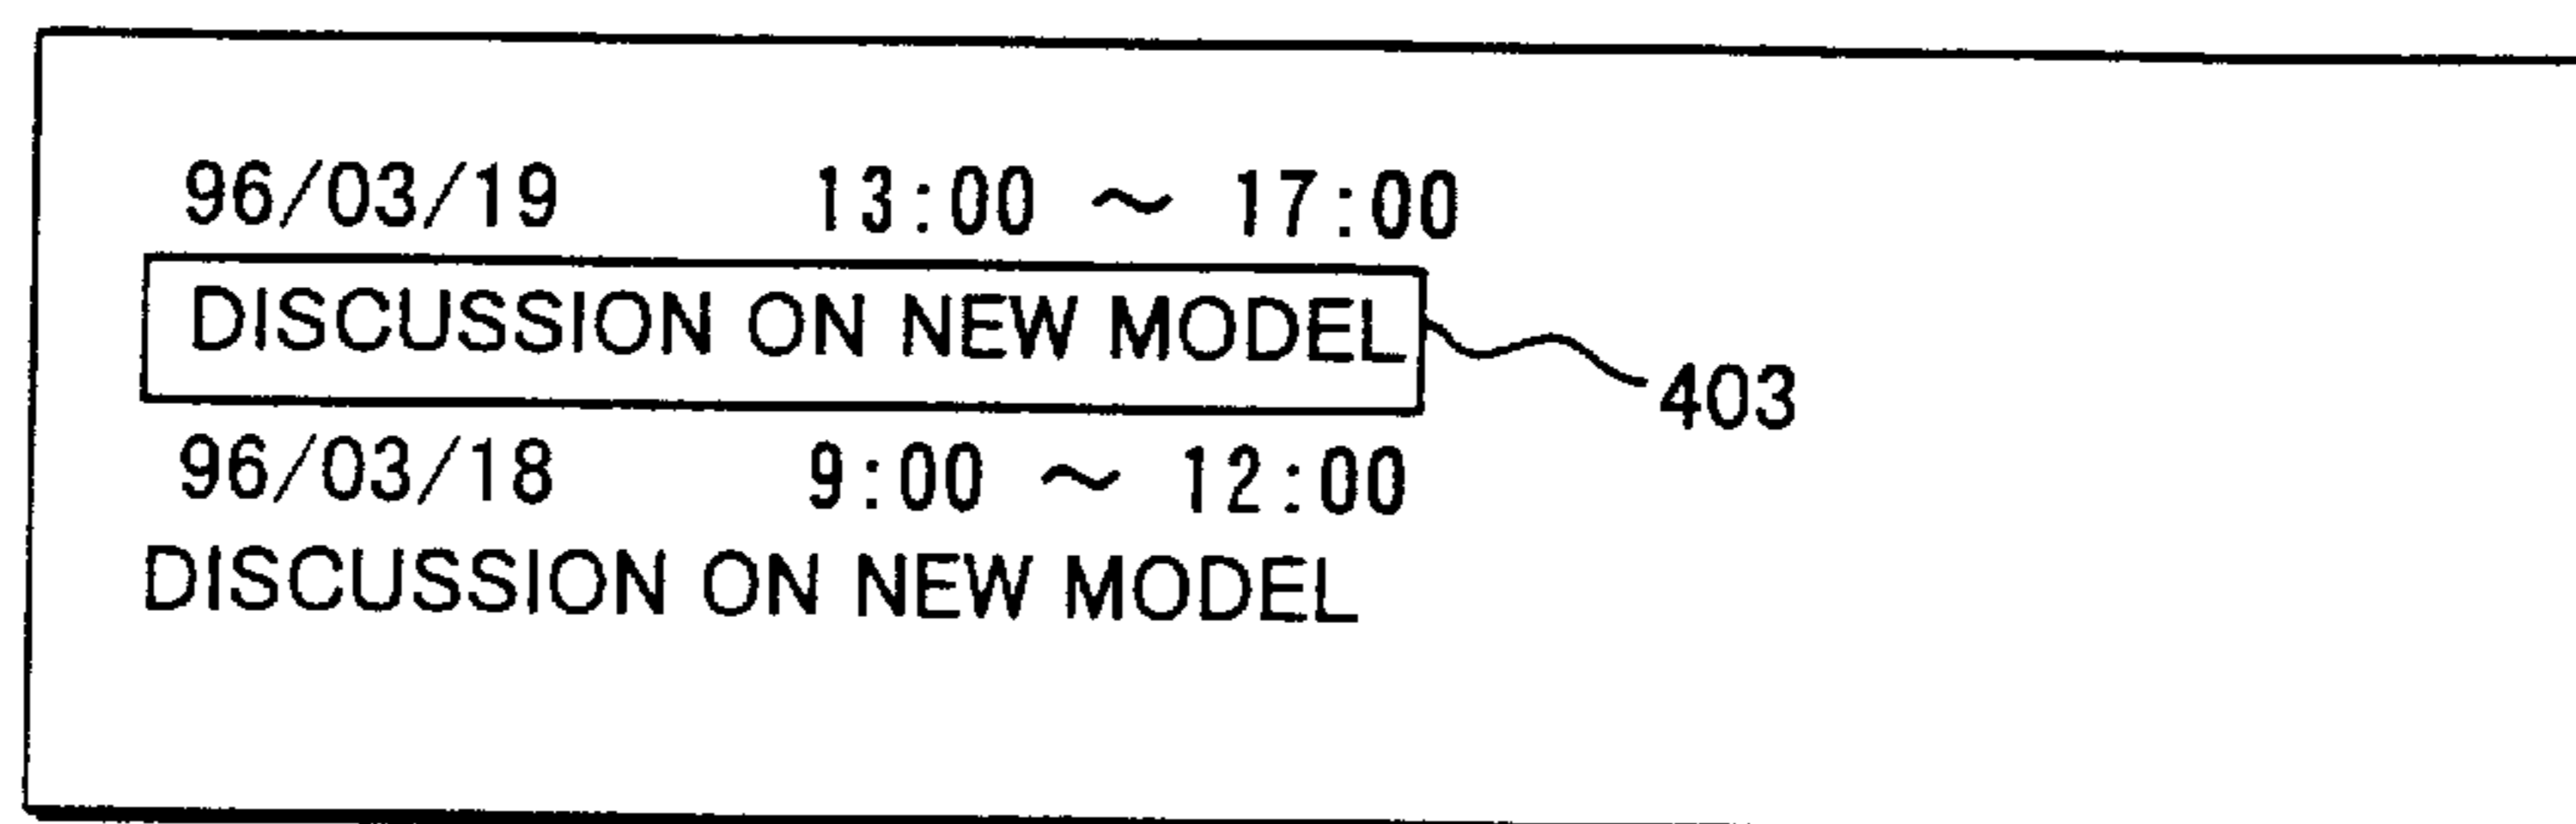 96/03/19 13:00 ～ 17:00
DISCUSSION ON NEW MODEL
403
96/03/18 9:00 ～ 12:00
DISCUSSION ON NEW MODEL